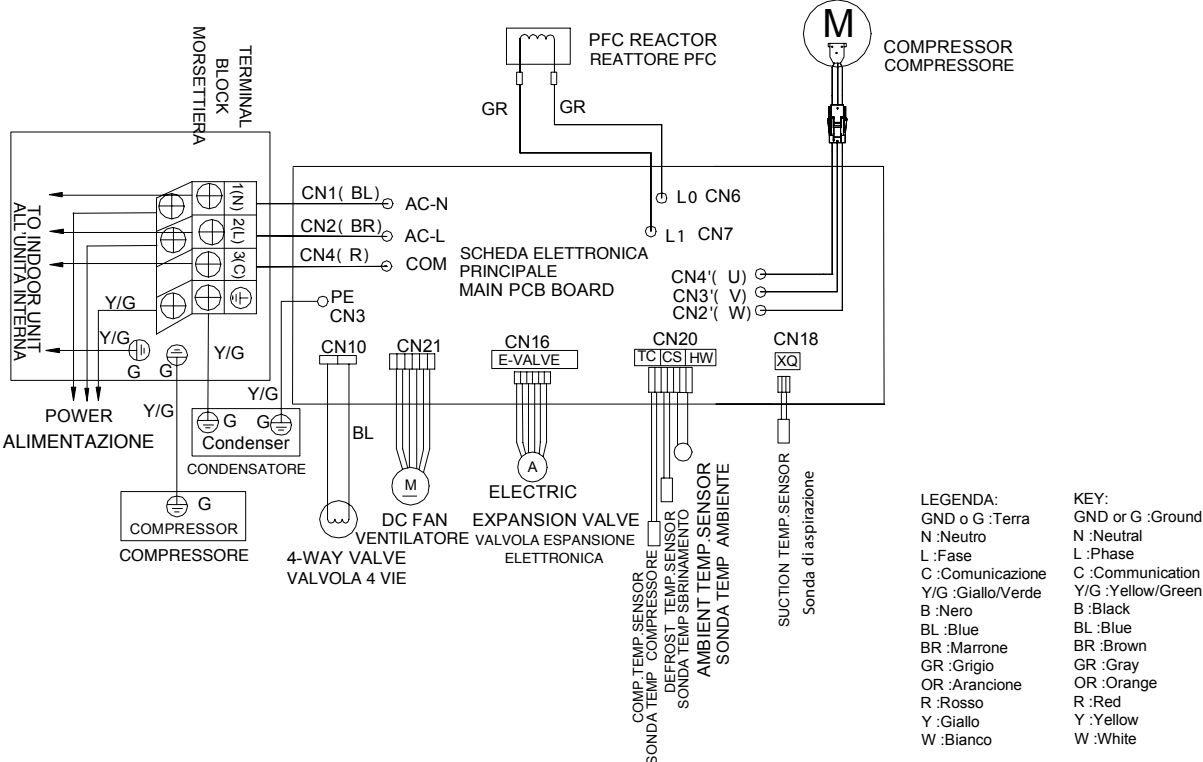 PFC REACTOR
REATTORE PFC
M
COMPRESSOR
COMPRESSORE
GR
GR
TERMINAL
BLOCK
MORSETTIERA
TO INDOOR UNIT
ALL'UNITÀ INTERNA
1(N)
2(L)
3(C)
CN1( BL)
AC-N
CN2( BR)
AC-L
CN4( R)
COM
SCHEDA ELETTRONICA
PRINCIPALE
MAIN PCB BOARD
L0 CN6
L1 CN7
CN4'( U)
CN3'( V)
CN2'( W)
PE
CN3
Y/G
Y/G
G
G
Y/G
Y/G
Y/G
POWER
ALIMENTAZIONE
G
G
Condenser
CONDENSATORE
G
COMPRESSOR
COMPRESSORE
CN10
BL
4-WAY VALVE
VALVOLA 4 VIE
CN21
M
DC FAN
VENTILATORE
CN16
E-VALVE
A
ELECTRIC
EXPANSION VALVE
VALVOLA ESPANSIONE
ELETTRONICA
CN20
TC CS HW
COMP.TEMP.SENSOR
SONDA TEMP COMPRESSORE
DEFROST TEMP.SENSOR
SONDA TEMP SBRINAMENTO
AMBIENT TEMP.SENSOR
SONDA TEMP AMBIENTE
CN18
XQ
SUCTION TEMP.SENSOR
Sonda di aspirazione
LEGENDA:
GND o G :Terra
N :Neutro
L :Fase
C :Comunicazione
Y/G :Giallo/Verde
B :Nero
BL :Blue
BR :Marrone
GR :Grigio
OR :Arancione
R :Rosso
Y :Giallo
W :Bianco
KEY:
GND or G :Ground
N :Neutral
L :Phase
C :Communication
Y/G :Yellow/Green
B :Black
BL :Blue
BR :Brown
GR :Gray
OR :Orange
R :Red
Y :Yellow
W :White